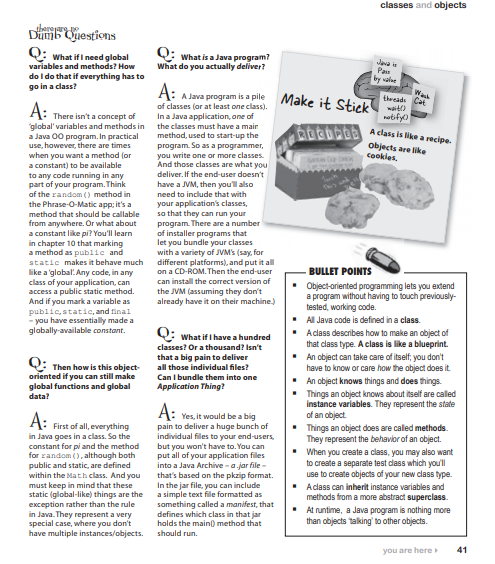 classes and objects
there are no
Dumb Questions
Q: What if I need global
variables and methods? How
do I do that if everything has to
go in a class?
A: There isn't a concept of
'global' variables and methods in
a Java OO program. In practical
use, however, there are times
when you want a method (or
a constant) to be available
to any code running in any
part of your program. Think
of the random() method in
the Phrase-O-Matic app; it's a
method that should be callable
from anywhere. Or what about
a constant like pi? You'll learn
in chapter 10 that marking
a method as public and
static makes it behave much
like a 'global'. Any code, in any
class of your application, can
access a public static method.
And if you mark a variable as
public, static, and final
– you have essentially made a
globally-available constant.
Q: Then how is this object-
oriented if you can still make
global functions and global
data?
A: First of all, everything
in Java goes in a class. So the
constant for pi and the method
for random(), although both
public and static, are defined
within the Math class. And you
must keep in mind that these
static (global-like) things are the
exception rather than the rule
in Java. They represent a very
special case, where you don't
have multiple instances/objects.
Q: What is a Java program?
What do you actually deliver?
A: A Java program is a pile
of classes (or at least one class).
In a Java application, one of
the classes must have a main
method, used to start-up the
program. So as a programmer,
you write one or more classes.
And those classes are what you
deliver. If the end-user doesn't
have a JVM, then you'll also
need to include that with
your application's classes,
so that they can run your
program. There are a number
of installer programs that
let you bundle your classes
with a variety of JVM's (say, for
different platforms), and put it all
on a CD-ROM. Then the end-user
can install the correct version of
the JVM (assuming they don't
already have it on their machine.)
Q: What if I have a hundred
classes? Or a thousand? Isn't
that a big pain to deliver
all those individual files?
Can I bundle them into one
Application Thing?
A: Yes, it would be a big
pain to deliver a huge bunch of
individual files to your end-users,
but you won't have to. You can
put all of your application files
into a Java Archive – a .jar file –
that's based on the pkzip format.
In the jar file, you can include
a simple text file formatted as
something called a manifest, that
defines which class in that jar
holds the main() method that
should run.
Make it Stick
Java is
Pass
by value
threads
wait()
notify()
Wash
Cat
RECIPES
A class is like a recipe.
Objects are like
cookies.
BULLET POINTS
▪ Object-oriented programming lets you extend
a program without having to touch previously-
tested, working code.
▪ All Java code is defined in a class.
▪ A class describes how to make an object of
that class type. A class is like a blueprint.
▪ An object can take care of itself; you don't
have to know or care how the object does it.
▪ An object knows things and does things.
▪ Things an object knows about itself are called
instance variables. They represent the state
of an object.
▪ Things an object does are called methods.
They represent the behavior of an object.
▪ When you create a class, you may also want
to create a separate test class which you'll
use to create objects of your new class type.
▪ A class can inherit instance variables and
methods from a more abstract superclass.
▪ At runtime, a Java program is nothing more
than objects 'talking' to other objects.
you are here 41